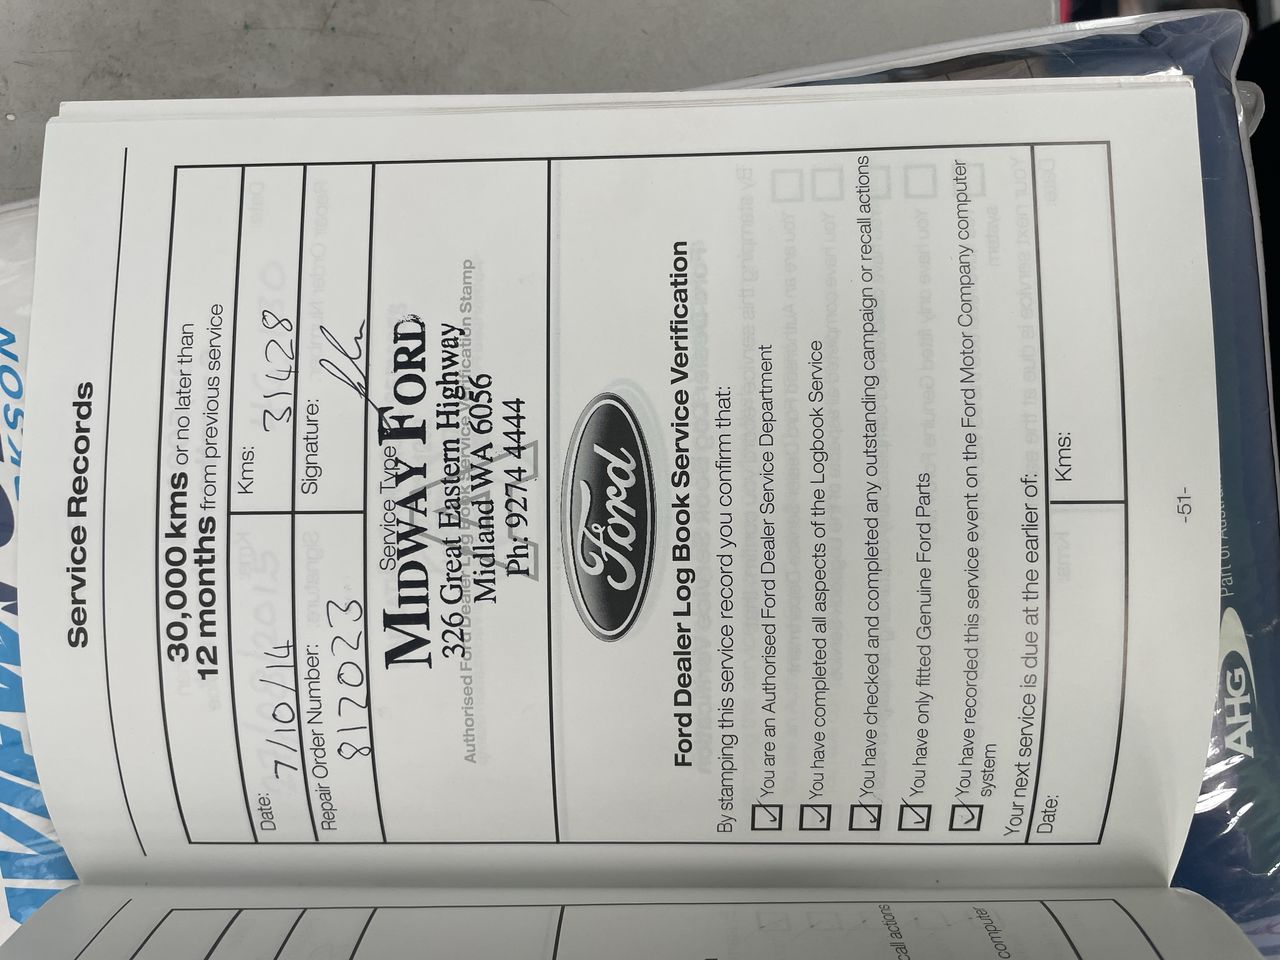 Service Records
30,000 kms or no later than
12 months from previous service
Date: 7/10/14 Kms: 31428
Repair Order Number: 812023 Signature:
Service Type
MIDWAY FORD
326 Great Eastern Highway
Midland WA 6056
Ph: 9274 4444
Authorised Ford Dealer Log Book Service Verification Stamp
Ford
Ford Dealer Log Book Service Verification
By stamping this service record you confirm that:
You are an Authorised Ford Dealer Service Department
You have completed all aspects of the Logbook Service
You have checked and completed any outstanding campaign or recall actions
You have only fitted Genuine Ford Parts
You have recorded this service event on the Ford Motor Company computer
system
Your next service is due at the earlier of:
Date: Kms:
-51-
call actions
computer
AHG Part of